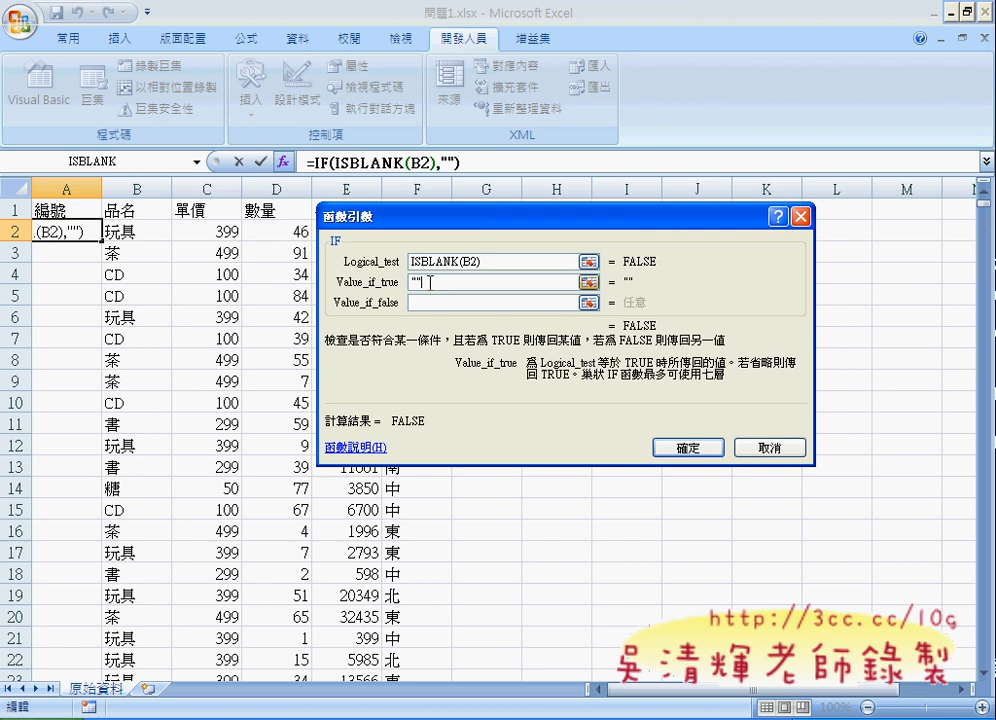 問題1.xlsx - Microsoft Excel
常用 插入 版面配置 公式 資料 校閱 檢視 開發人員 增益集
Visual Basic 巨集 錄製巨集 以相對位置錄製 巨集安全性 程式碼
插入 設計模式 屬性 檢視程式碼 執行對話方塊 控制項
來源 對應內容 擴充套件 重新整理資料 匯入 匯出 XML
ISBLANK =IF(ISBLANK(B2),"")
A B C D E F G H I J K L M
1 編號 品名 單價 數量
2 .(B2),"") 玩具 399 46
3 茶 499 91
4 CD 100 34
5 CD 100 84
6 玩具 399 42
7 CD 100 39
8 茶 499 55
9 茶 499 7
10 CD 100 45
11 書 299 59
12 玩具 399 9
13 書 299 39 11661 南
14 糖 50 77 3850 中
15 CD 100 67 6700 中
16 茶 499 4 1996 東
17 玩具 399 7 2793 東
18 書 299 2 598 中
19 玩具 399 51 20349 北
20 茶 499 65 32435 東
21 玩具 399 1 399 中
22 玩具 399 15 5985 北
23 玩具 399 34 13566 東
函數引數
IF
Logical_test ISBLANK(B2) = FALSE
Value_if_true "" = ""
Value_if_false = 任意
= FALSE
檢查是否符合某一條件，且若為 TRUE 則傳回某值，若為 FALSE 則傳回另一值
Value_if_true 為 Logical_test 等於 TRUE 時所傳回的值。若省略則傳
回 TRUE。巢狀 IF 函數最多可使用七層
計算結果 = FALSE
函數說明(H) 確定 取消
http://3cc.cc/10g
吳清輝老師錄製
原始資料
編輯 100%